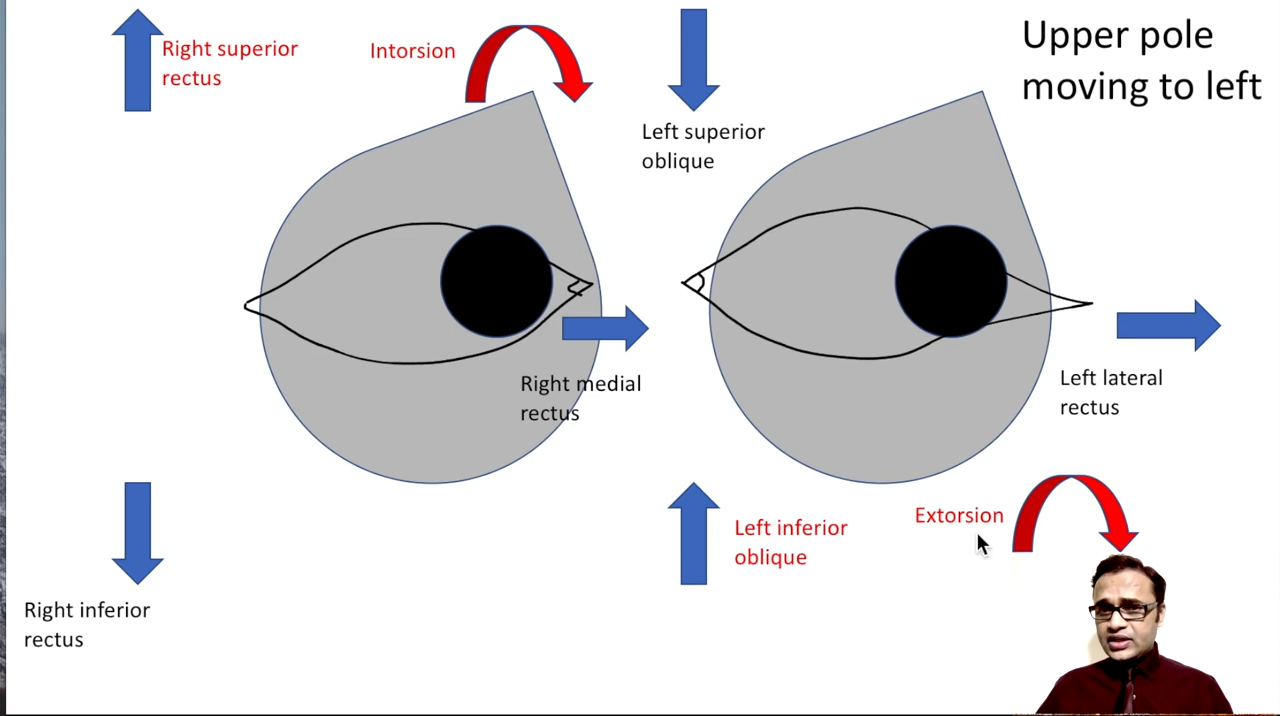 Right superior
rectus
Intorsion
Left superior
oblique
Upper pole
moving to left
Right medial
rectus
Left lateral
rectus
Right inferior
rectus
Left inferior
oblique
Extorsion